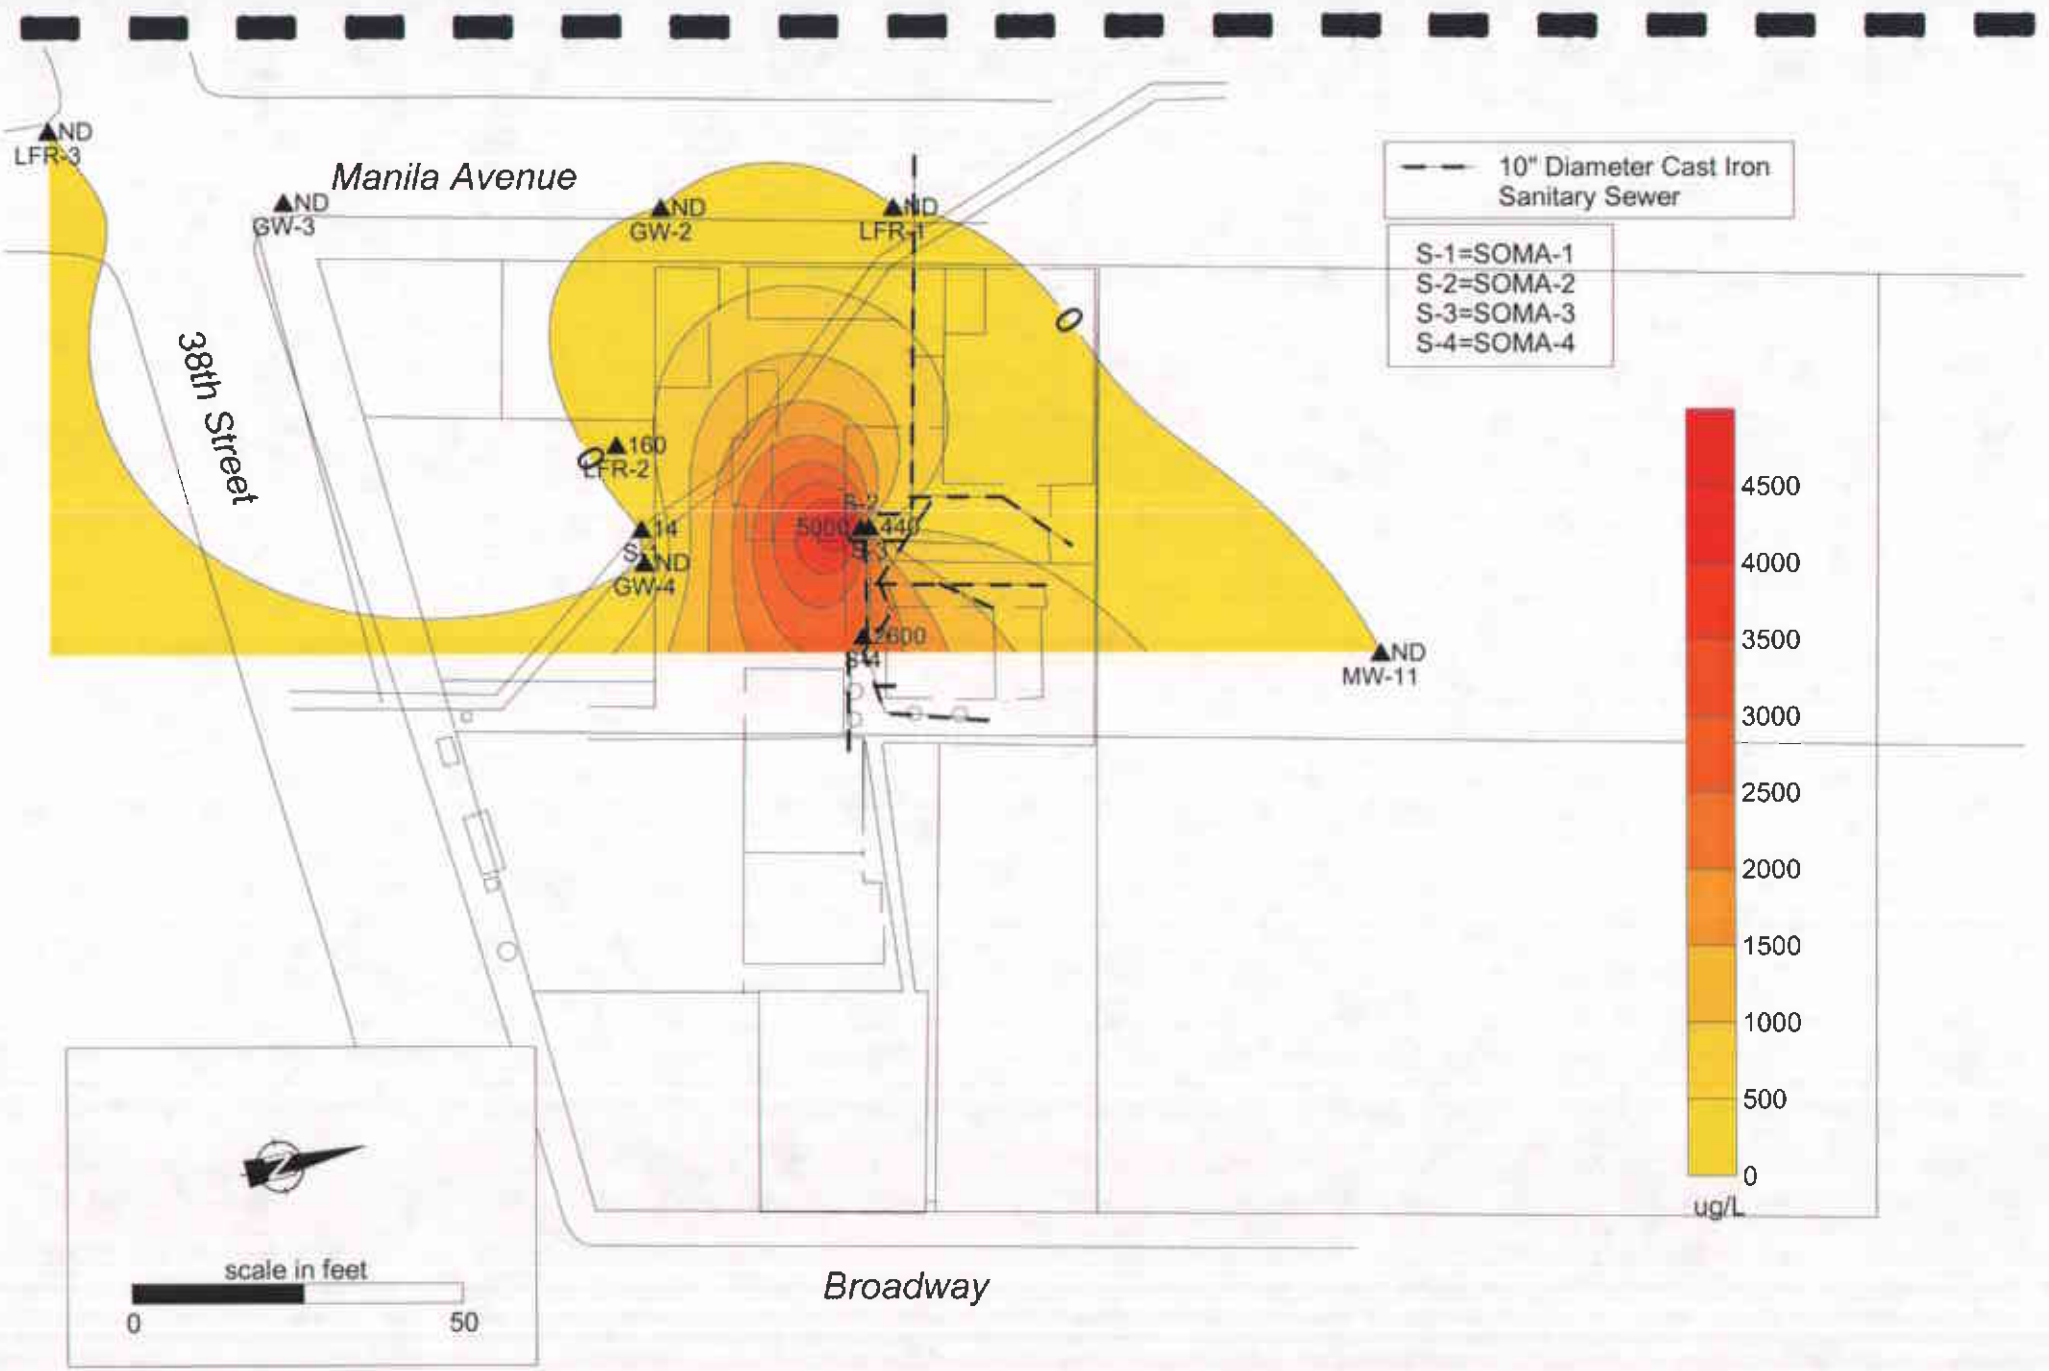 ND
LFR-3
Manila Avenue
ND
GW-3
ND
GW-2
ND
LFR-1
10" Diameter Cast Iron
Sanitary Sewer
S-1=SOMA-1
S-2=SOMA-2
S-3=SOMA-3
S-4=SOMA-4
0
38th Street
160
LFR-2
0
14
S-1
ND
GW-4
S-2
5000
440
S-3
2600
S-4
ND
MW-11
4500
4000
3500
3000
2500
2000
1500
1000
500
0
ug/L
Z
scale in feet
0
50
Broadway